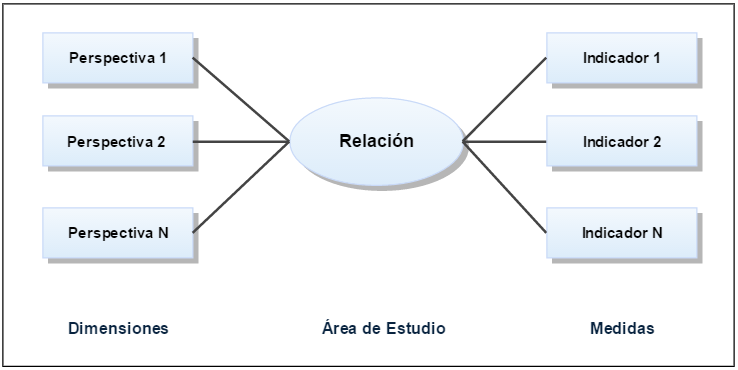 Perspectiva 1
Perspectiva 2
Perspectiva N
Relación
Indicador 1
Indicador 2
Indicador N
Dimensiones
Área de Estudio
Medidas